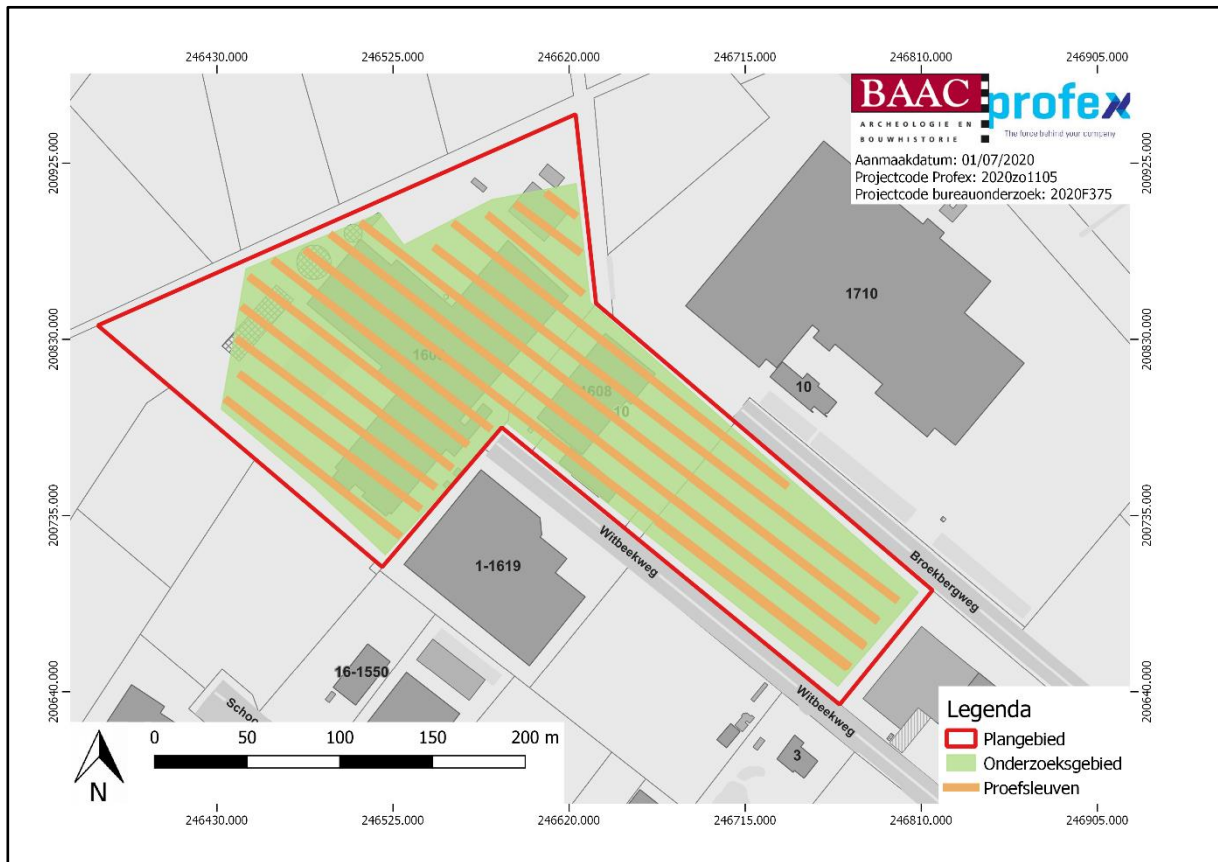 246430.000 246525.000 246620.000 246715.000 246810.000 246905.000
BAAC
ARCHEOLOGIE EN
BOUWHISTORIE
profex
The force behind your company
Aanmaakdatum: 01/07/2020
Projectcode Profex: 2020zo1105
Projectcode bureauonderzoek: 2020F375
200925.000 200925.000
1710
200830.000 200830.000
10
1608
10
200735.000 200735.000
Witbeekweg
Broekbergweg
1-1619
16-1550
200640.000 200640.000
Witbeekweg
3
Legenda
Plangebied
Onderzoeksgebied
Proefsleuven
0 50 100 150 200 m
N
246430.000 246525.000 246620.000 246715.000 246810.000 246905.000